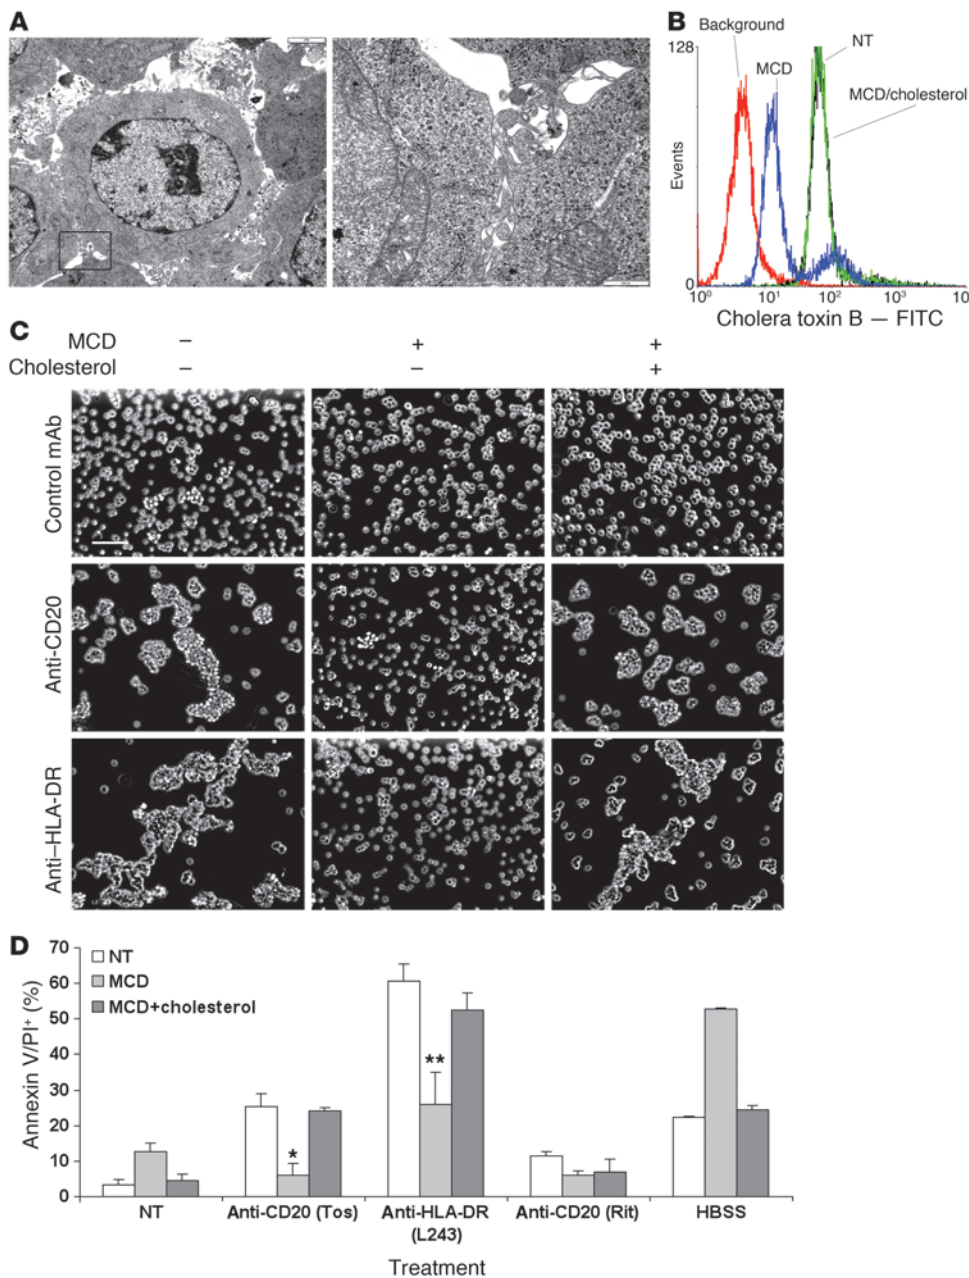 A
B
Background
NT
MCD
MCD/cholesterol
128
Events
0
10⁰ 10¹ 10² 10³ 10
Cholera toxin B — FITC
C
MCD − + +
Cholesterol − − +
Control mAb
Anti-CD20
Anti–HLA-DR
D
70
60
50
40
30
20
10
0
Annexin V/PI⁺ (%)
NT
MCD
MCD+cholesterol
*
**
NT Anti-CD20 (Tos) Anti-HLA-DR Anti-CD20 (Rit) HBSS
(L243)
Treatment